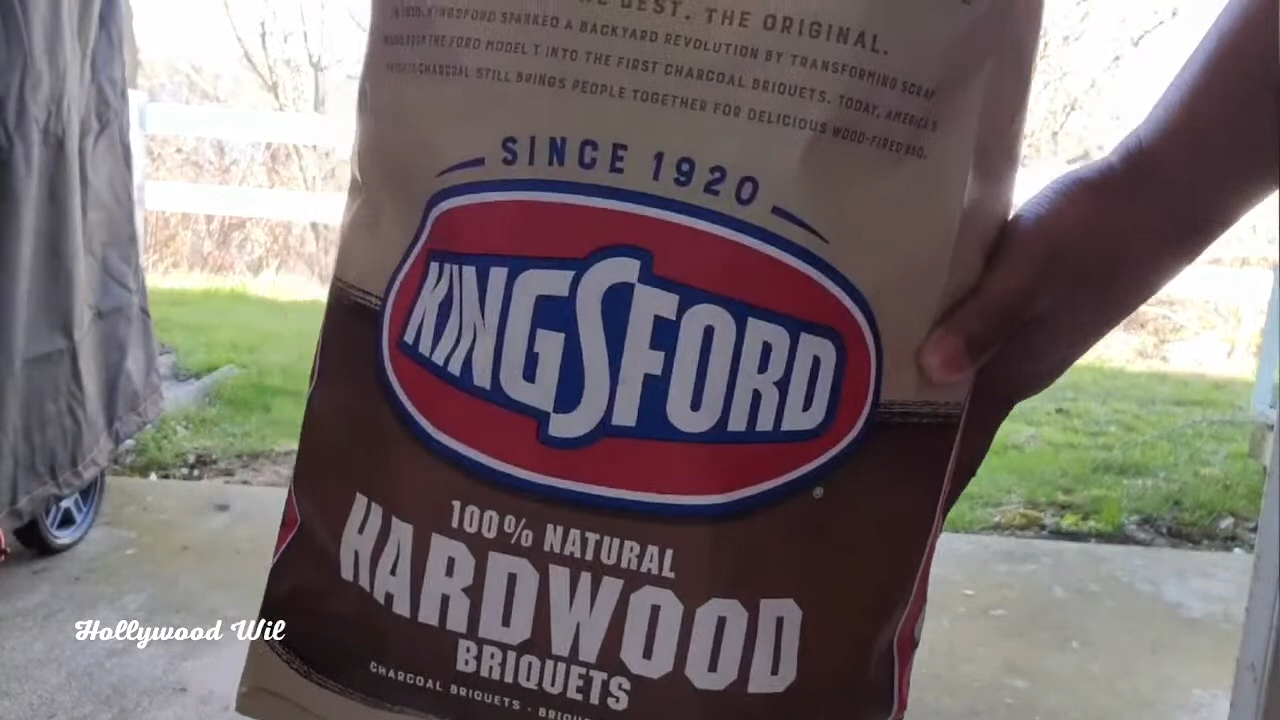 BEST. THE ORIGINAL.
KINGSFORD SPARKED A BACKYARD REVOLUTION BY TRANSFORMING SCRAP
THE FORD MODEL T INTO THE FIRST CHARCOAL BRIQUETS. TODAY, AMERICA'S
CHARCOAL STILL BRINGS PEOPLE TOGETHER FOR DELICIOUS WOOD-FIRED BBQ.
SINCE 1920
KINGSFORD
®
100% NATURAL
HARDWOOD
BRIQUETS
CHARCOAL BRIQUETS •
Hollywood Wil